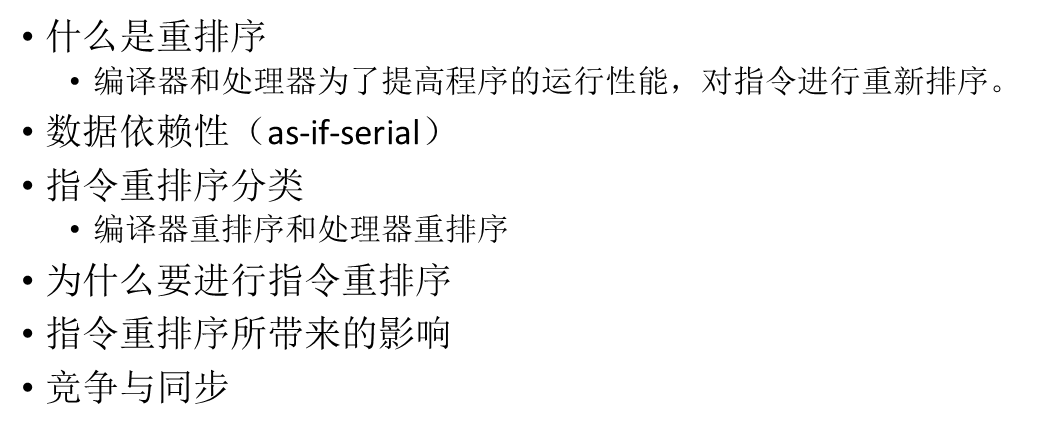 • 什么是重排序
• 编译器和处理器为了提高程序的运行性能，对指令进行重新排序。
• 数据依赖性（as-if-serial）
• 指令重排序分类
• 编译器重排序和处理器重排序
• 为什么要进行指令重排序
• 指令重排序所带来的影响
• 竞争与同步